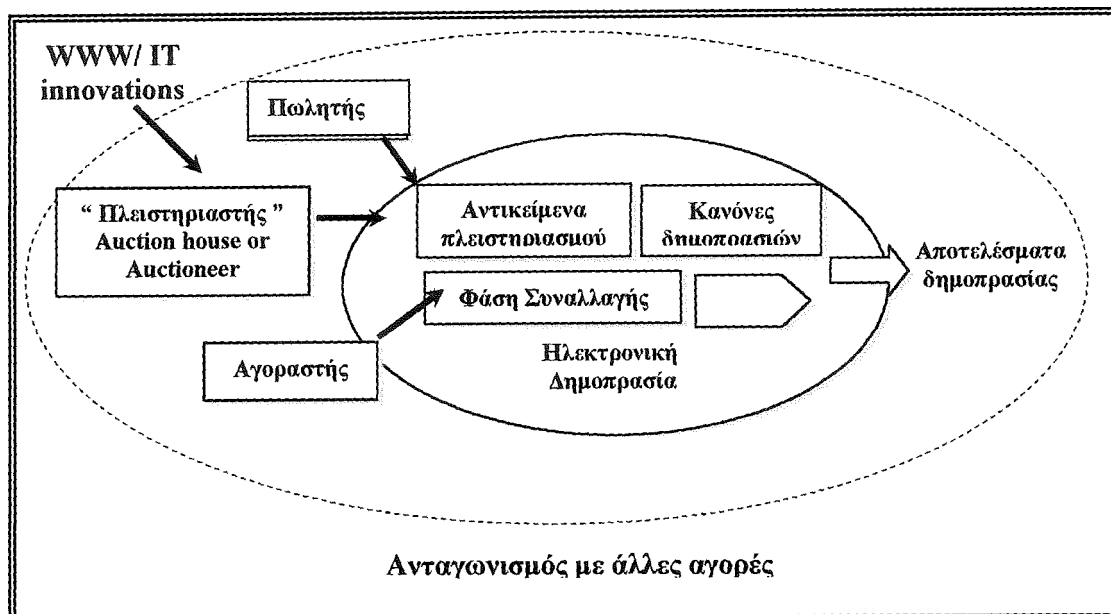 WWW/ IT
innovations
Πωλητής
“ Πλειστηριαστής ”
Auction house or
Auctioneer
Αντικείμενα
πλειστηριασμού
Κανόνες
δημοπρασιών
Φάση Συναλλαγής
Αποτελέσματα
δημοπρασίας
Αγοραστής
Ηλεκτρονική
Δημοπρασία
Ανταγωνισμός με άλλες αγορές